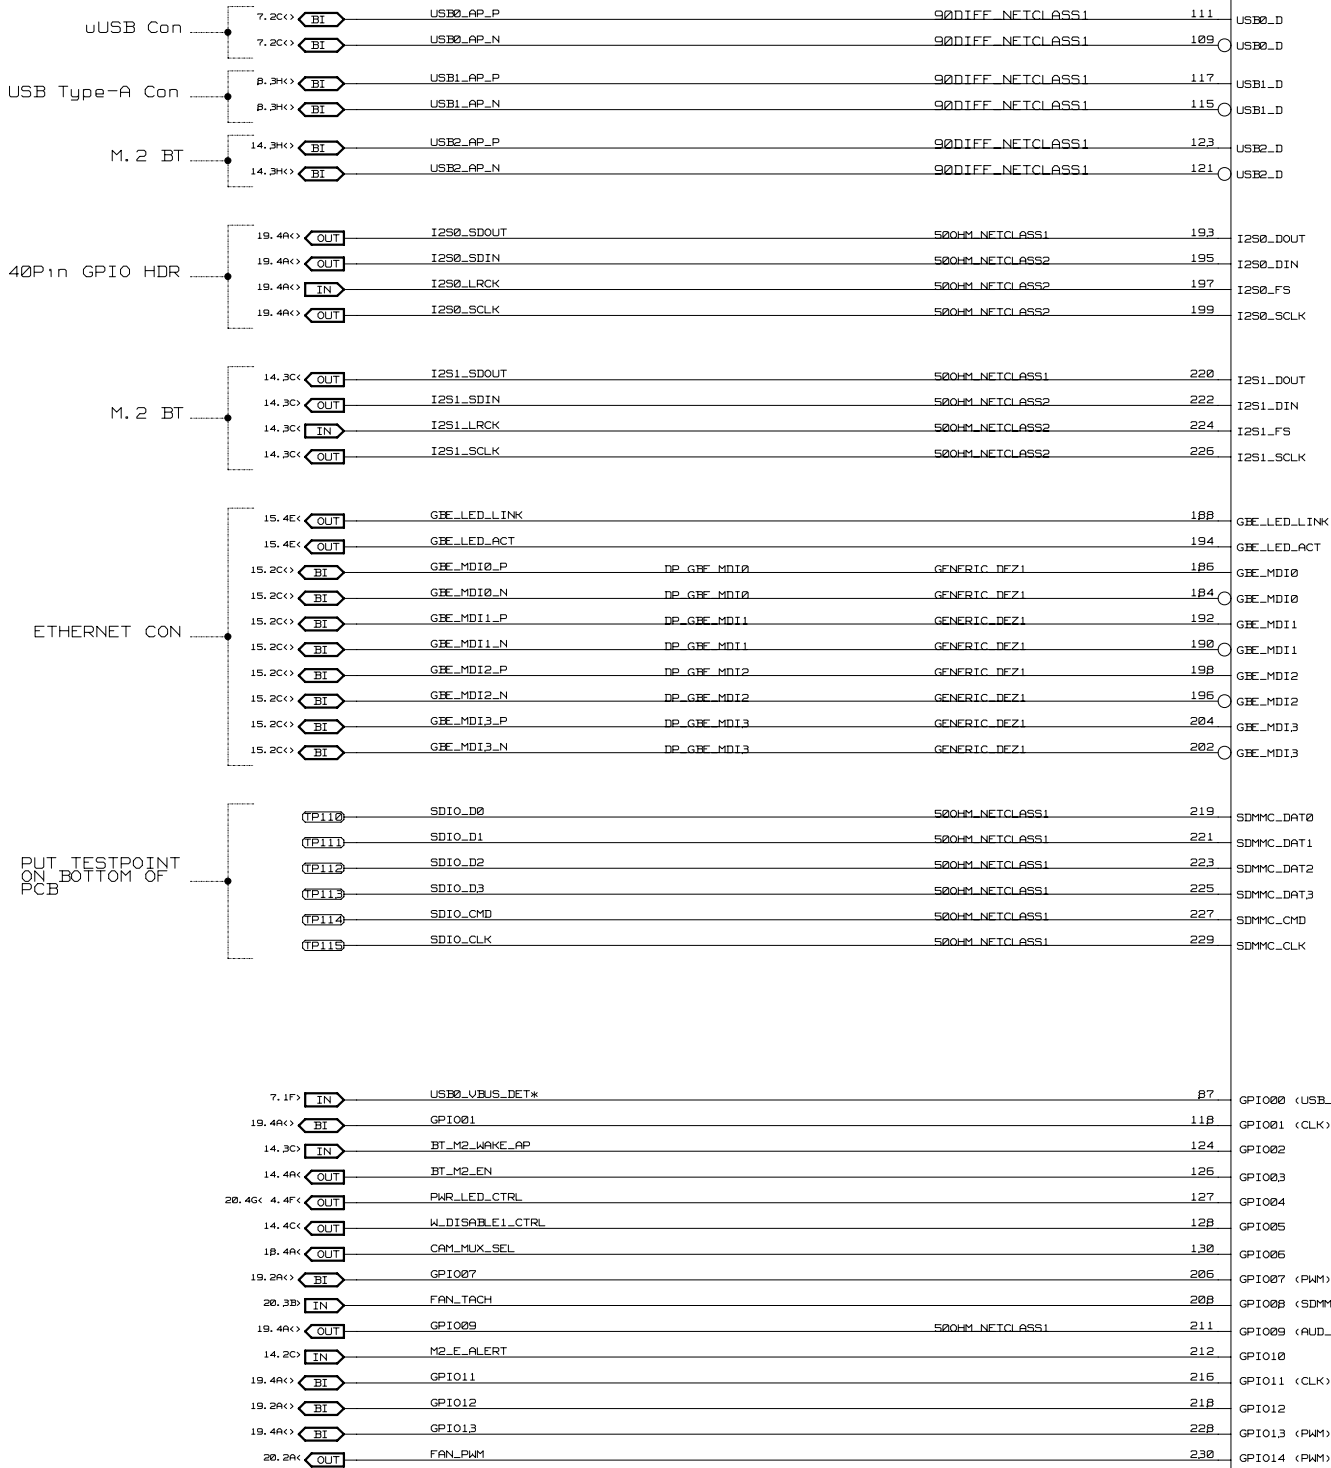 uUSB Con
7.2C<> BI USB0_AP_P 90DIFF_NETCLASS1 111 USB0_D
7.2C<> BI USB0_AP_N 90DIFF_NETCLASS1 109 USB0_D
USB Type-A Con
8.3H<> BI USB1_AP_P 90DIFF_NETCLASS1 117 USB1_D
8.3H<> BI USB1_AP_N 90DIFF_NETCLASS1 115 USB1_D
M.2 BT
14.3H<> BI USB2_AP_P 90DIFF_NETCLASS1 123 USB2_D
14.3H<> BI USB2_AP_N 90DIFF_NETCLASS1 121 USB2_D
40Pin GPIO HDR
19.4A<> OUT I2S0_SDOUT 50OHM_NETCLASS1 193 I2S0_DOUT
19.4A<> OUT I2S0_SDIN 50OHM_NETCLASS2 195 I2S0_DIN
19.4A<> IN I2S0_LRCK 50OHM_NETCLASS2 197 I2S0_FS
19.4A<> OUT I2S0_SCLK 50OHM_NETCLASS2 199 I2S0_SCLK
M.2 BT
14.3C< OUT I2S1_SDOUT 50OHM_NETCLASS1 220 I2S1_DOUT
14.3C> OUT I2S1_SDIN 50OHM_NETCLASS2 222 I2S1_DIN
14.3C< IN I2S1_LRCK 50OHM_NETCLASS2 224 I2S1_FS
14.3C< OUT I2S1_SCLK 50OHM_NETCLASS2 226 I2S1_SCLK
ETHERNET CON
15.4E< OUT GBE_LED_LINK 188 GBE_LED_LINK
15.4E< OUT GBE_LED_ACT 194 GBE_LED_ACT
15.2C<> BI GBE_MDI0_P DP_GBE_MDI0 GENERIC_DEZ1 186 GBE_MDI0
15.2C<> BI GBE_MDI0_N DP_GBE_MDI0 GENERIC_DEZ1 184 GBE_MDI0
15.2C<> BI GBE_MDI1_P DP_GBE_MDI1 GENERIC_DEZ1 192 GBE_MDI1
15.2C<> BI GBE_MDI1_N DP_GBE_MDI1 GENERIC_DEZ1 190 GBE_MDI1
15.2C<> BI GBE_MDI2_P DP_GBE_MDI2 GENERIC_DEZ1 198 GBE_MDI2
15.2C<> BI GBE_MDI2_N DP_GBE_MDI2 GENERIC_DEZ1 196 GBE_MDI2
15.2C<> BI GBE_MDI3_P DP_GBE_MDI3 GENERIC_DEZ1 204 GBE_MDI3
15.2C<> BI GBE_MDI3_N DP_GBE_MDI3 GENERIC_DEZ1 202 GBE_MDI3
PUT TESTPOINT
ON BOTTOM OF
PCB
TP110 SDIO_D0 50OHM_NETCLASS1 219 SDMMC_DAT0
TP111 SDIO_D1 50OHM_NETCLASS1 221 SDMMC_DAT1
TP112 SDIO_D2 50OHM_NETCLASS1 223 SDMMC_DAT2
TP113 SDIO_D3 50OHM_NETCLASS1 225 SDMMC_DAT3
TP114 SDIO_CMD 50OHM_NETCLASS1 227 SDMMC_CMD
TP115 SDIO_CLK 50OHM_NETCLASS1 229 SDMMC_CLK
7.1F> IN USB0_VBUS_DET* 87 GPIO00 (USB_
19.4A<> BI GPIO01 118 GPIO01 (CLK)
14.3C> IN BT_M2_WAKE_AP 124 GPIO02
14.4A< OUT BT_M2_EN 126 GPIO03
20.4G< 4.4F< OUT PWR_LED_CTRL 127 GPIO04
14.4C< OUT W_DISABLE1_CTRL 128 GPIO05
18.4A< OUT CAM_MUX_SEL 130 GPIO06
19.2A<> BI GPIO07 206 GPIO07 (PWM)
20.3B> IN FAN_TACH 208 GPIO08 (SDMM
19.4A<> OUT GPIO09 50OHM_NETCLASS1 211 GPIO09 (AUD_
14.2C> IN M2_E_ALERT 212 GPIO10
19.4A<> BI GPIO11 216 GPIO11 (CLK)
19.2A<> BI GPIO12 218 GPIO12
19.4A<> BI GPIO13 228 GPIO13 (PWM)
20.2A< OUT FAN_PWM 230 GPIO14 (PWM)